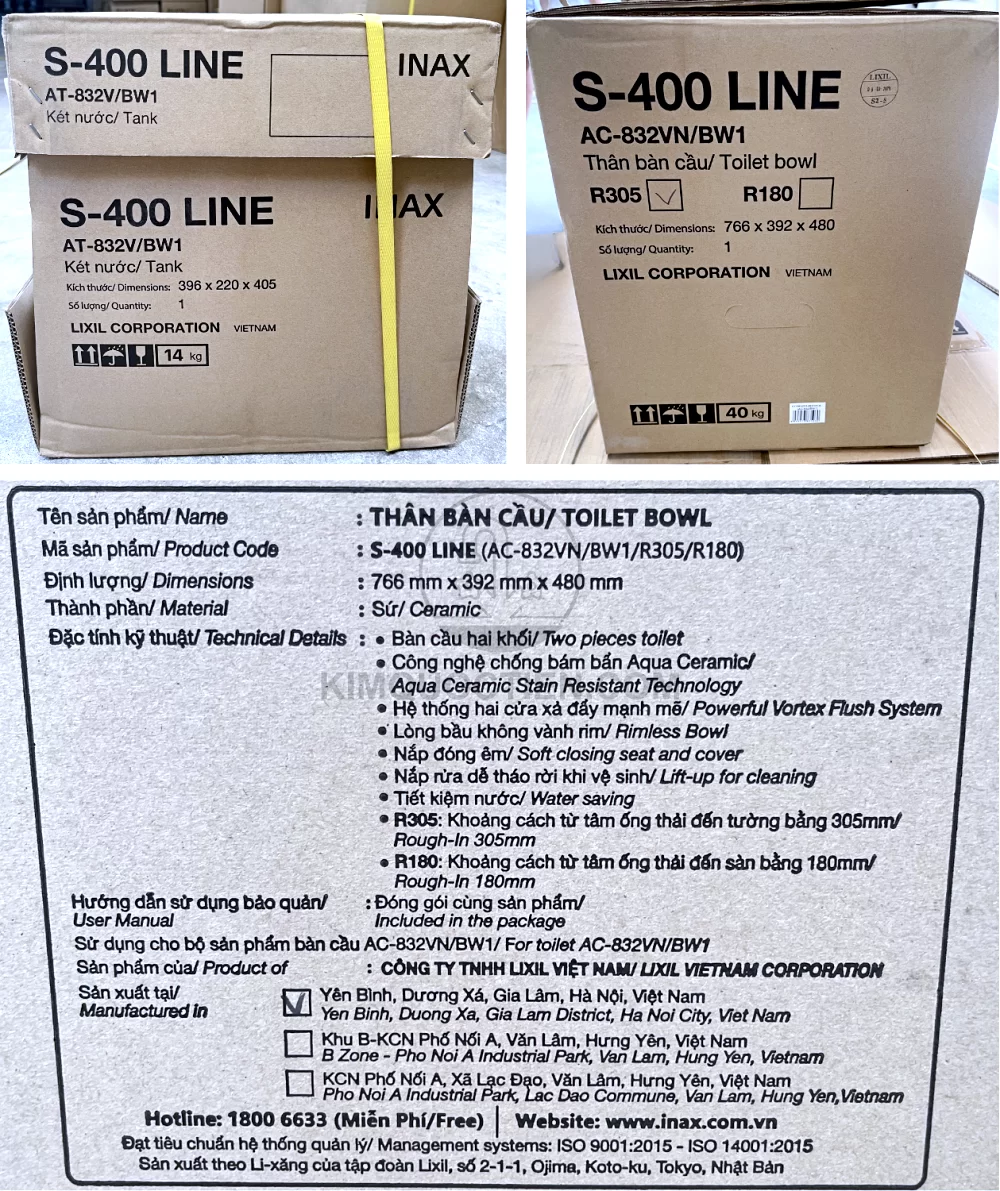 S-400 LINE
INAX
AT-832V/BW1
Két nước/ Tank
S-400 LINE
INAX
AT-832V/BW1
Két nước/ Tank
Kích thước/ Dimensions: 396 x 220 x 405
Số lượng/ Quantity: 1
LIXIL CORPORATION VIETNAM
14 kg
S-400 LINE
LIXIL
AC-832VN/BW1
Thân bàn cầu/ Toilet bowl
R305 R180
Kích thước/ Dimensions: 766 x 392 x 480
Số lượng/ Quantity: 1
LIXIL CORPORATION VIETNAM
40 kg
Tên sản phẩm/ Name : THÂN BÀN CẦU/ TOILET BOWL
Mã sản phẩm/ Product Code : S-400 LINE (AC-832VN/BW1/R305/R180)
Định lượng/ Dimensions : 766 mm x 392 mm x 480 mm
Thành phần/ Material : Sứ/ Ceramic
Đặc tính kỹ thuật/ Technical Details : • Bàn cầu hai khối/ Two pieces toilet
• Công nghệ chống bám bẩn Aqua Ceramic/
Aqua Ceramic Stain Resistant Technology
• Hệ thống hai cửa xả đẩy mạnh mẽ/ Powerful Vortex Flush System
• Lòng bầu không vành rim/ Rimless Bowl
• Nắp đóng êm/ Soft closing seat and cover
• Nắp rửa dễ tháo rời khi vệ sinh/ Lift-up for cleaning
• Tiết kiệm nước/ Water saving
• R305: Khoảng cách từ tâm ống thải đến tường bằng 305mm/
Rough-In 305mm
• R180: Khoảng cách từ tâm ống thải đến sàn bằng 180mm/
Rough-In 180mm
Hướng dẫn sử dụng bảo quản/ : Đóng gói cùng sản phẩm/
User Manual Included in the package
Sử dụng cho bộ sản phẩm bàn cầu AC-832VN/BW1/ For toilet AC-832VN/BW1
Sản phẩm của/ Product of : CÔNG TY TNHH LIXIL VIỆT NAM/ LIXIL VIETNAM CORPORATION
Sản xuất tại/ Yên Bình, Dương Xá, Gia Lâm, Hà Nội, Việt Nam
Manufactured in Yen Binh, Duong Xa, Gia Lam District, Ha Noi City, Viet Nam
Khu B-KCN Phố Nối A, Văn Lâm, Hưng Yên, Việt Nam
B Zone - Pho Noi A Industrial Park, Van Lam, Hung Yen, Vietnam
KCN Phố Nối A, Xã Lạc Đạo, Văn Lâm, Hưng Yên, Việt Nam
Pho Noi A Industrial Park, Lac Dao Commune, Van Lam, Hung Yen,Vietnam
Hotline: 1800 6633 (Miễn Phí/Free) | Website: www.inax.com.vn
Đạt tiêu chuẩn hệ thống quản lý/ Management systems: ISO 9001:2015 - ISO 14001:2015
Sản xuất theo Li-xăng của tập đoàn Lixil, số 2-1-1, Ojima, Koto-ku, Tokyo, Nhật Bản